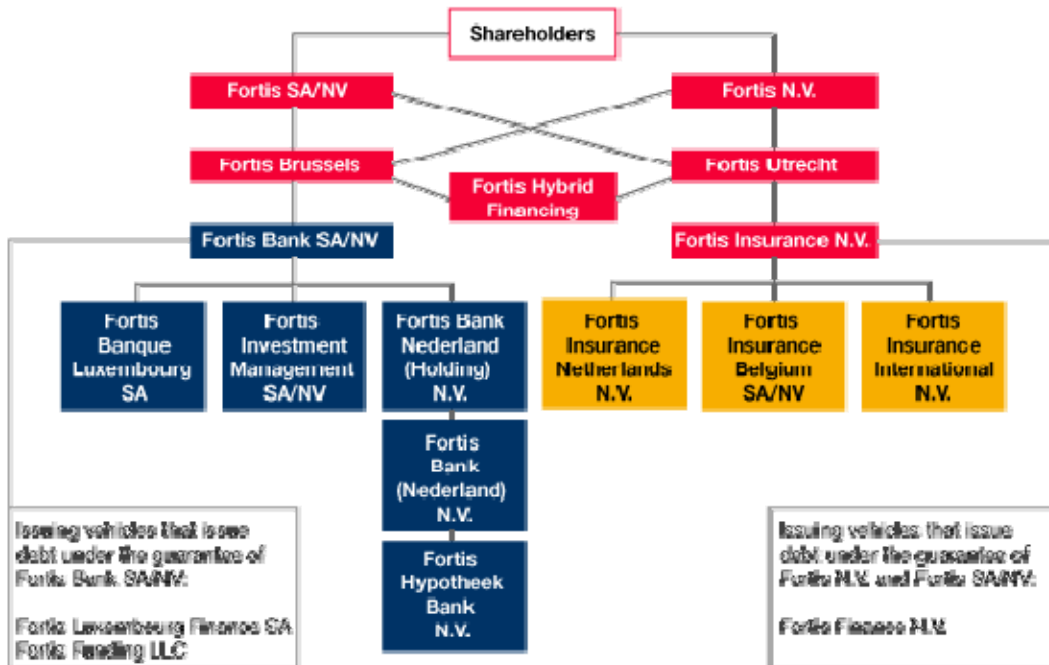 Shareholders
Fortis SA/NV
Fortis N.V.
Fortis Brussels
Fortis Utrecht
Fortis Hybrid
Financing
Fortis Bank SA/NV
Fortis Insurance N.V.
Fortis
Banque
Luxembourg
SA
Fortis
Investment
Management
SA/NV
Fortis Bank
Nederland
(Holding)
N.V.
Fortis
Insurance
Netherlands
N.V.
Fortis
Insurance
Belgium
SA/NV
Fortis
Insurance
International
N.V.
Fortis
Bank
(Nederland)
N.V.
Fortis
Hypotheek
Bank
N.V.
Issuing vehicles that issue
debt under the guarantee of
Fortis Bank SA/NV:
Fortis Luxembourg Finance SA
Fortis Funding LLC
Issuing vehicles that issue
debt under the guarantee of
Fortis N.V. and Fortis SA/NV:
Fortis Finance N.V.